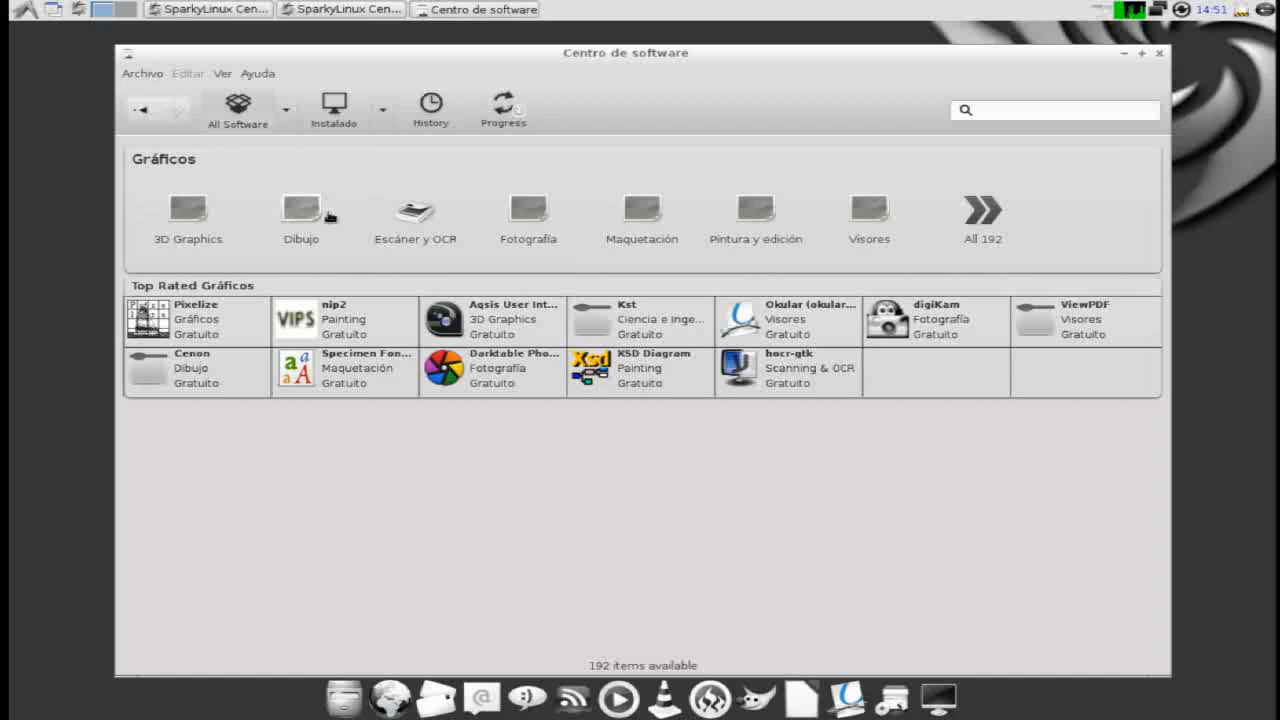 SparkyLinux Cen...
SparkyLinux Cen...
Centro de software
14:51
Centro de software
Archivo Editar Ver Ayuda
All Software
Instalado
History
Progress
Gráficos
3D Graphics
Dibujo
Escáner y OCR
Fotografía
Maquetación
Pintura y edición
Visores
All 192
Top Rated Gráficos
Pixelize
Gráficos
Gratuito
VIPS
nip2
Painting
Gratuito
Aqsis User Int...
3D Graphics
Gratuito
Kst
Ciencia e Inge...
Gratuito
Okular (okular...
Visores
Gratuito
digiKam
Fotografía
Gratuito
ViewPDF
Visores
Gratuito
Cenon
Dibujo
Gratuito
a a
a A
Specimen Fon...
Maquetación
Gratuito
Darktable Pho...
Fotografía
Gratuito
Xsd
XSD Diagram
Painting
Gratuito
hocr-gtk
Scanning & OCR
Gratuito
192 items available